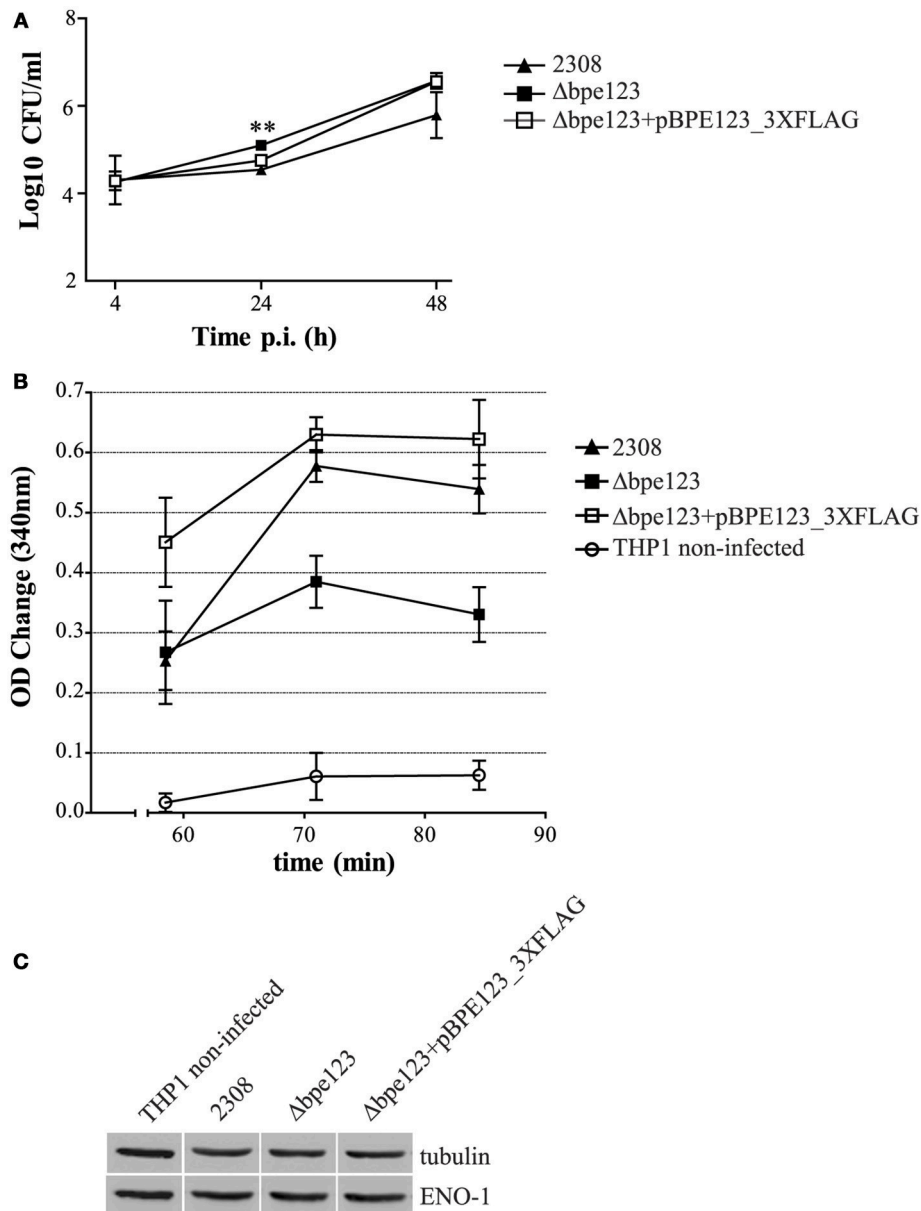 A
8
6
4
2
Log10 CFU/ml
**
4
24
48
Time p.i. (h)
2308
Δbpe123
Δbpe123+pBPE123_3XFLAG
B
0.7
0.6
0.5
0.4
0.3
0.2
0.1
0.0
OD Change (340nm)
60
70
80
90
time (min)
2308
Δbpe123
Δbpe123+pBPE123_3XFLAG
THP1 non-infected
C
THP1 non-infected
2308
Δbpe123
Δbpe123+pBPE123_3XFLAG
tubulin
ENO-1